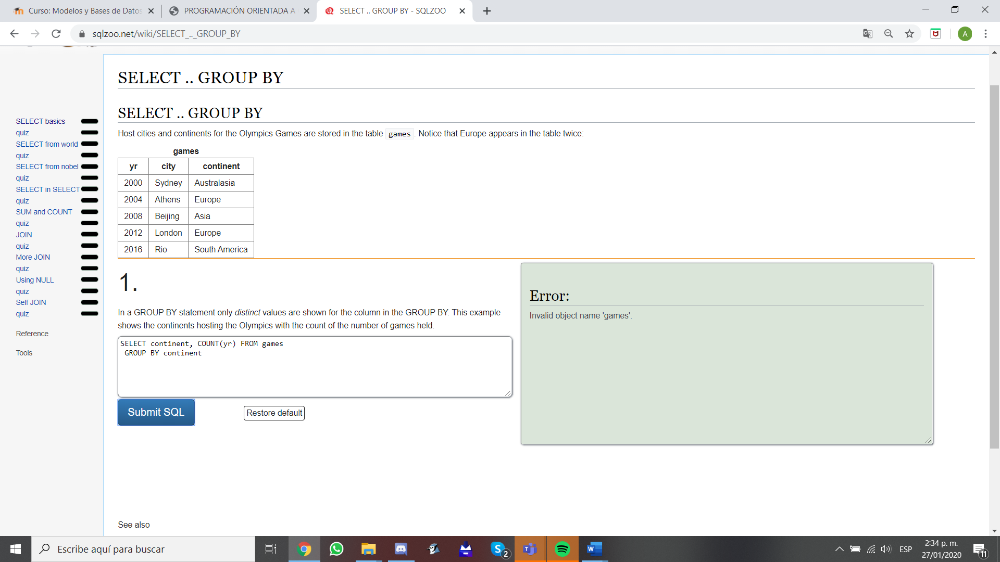 Curso: Modelos y Bases de Datos
PROGRAMACIÓN ORIENTADA A
SELECT .. GROUP BY - SQLZOO
sqlzoo.net/wiki/SELECT_.._GROUP_BY
A
SELECT .. GROUP BY
SELECT .. GROUP BY
Host cities and continents for the Olympics Games are stored in the table games . Notice that Europe appears in the table twice:
games
yr city continent
2000 Sydney Australasia
2004 Athens Europe
2008 Beijing Asia
2012 London Europe
2016 Rio South America
SELECT basics
quiz
SELECT from world
quiz
SELECT from nobel
quiz
SELECT in SELECT
quiz
SUM and COUNT
quiz
JOIN
quiz
More JOIN
quiz
Using NULL
quiz
Self JOIN
quiz
Reference
Tools
1.
In a GROUP BY statement only distinct values are shown for the column in the GROUP BY. This example
shows the continents hosting the Olympics with the count of the number of games held.
SELECT continent, COUNT(yr) FROM games
GROUP BY continent
Submit SQL
Restore default
Error:
Invalid object name 'games'.
See also
Escribe aquí para buscar
2
ESP
2:34 p. m.
27/01/2020
11